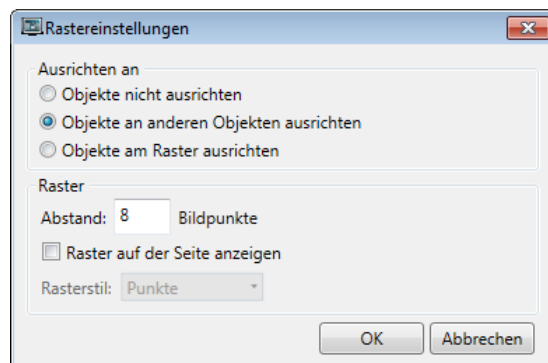 Rastereinstellungen
Ausrichten an
Objekte nicht ausrichten
Objekte an anderen Objekten ausrichten
Objekte am Raster ausrichten
Raster
Abstand: 8 Bildpunkte
Raster auf der Seite anzeigen
Rasterstil: Punkte
OK Abbrechen